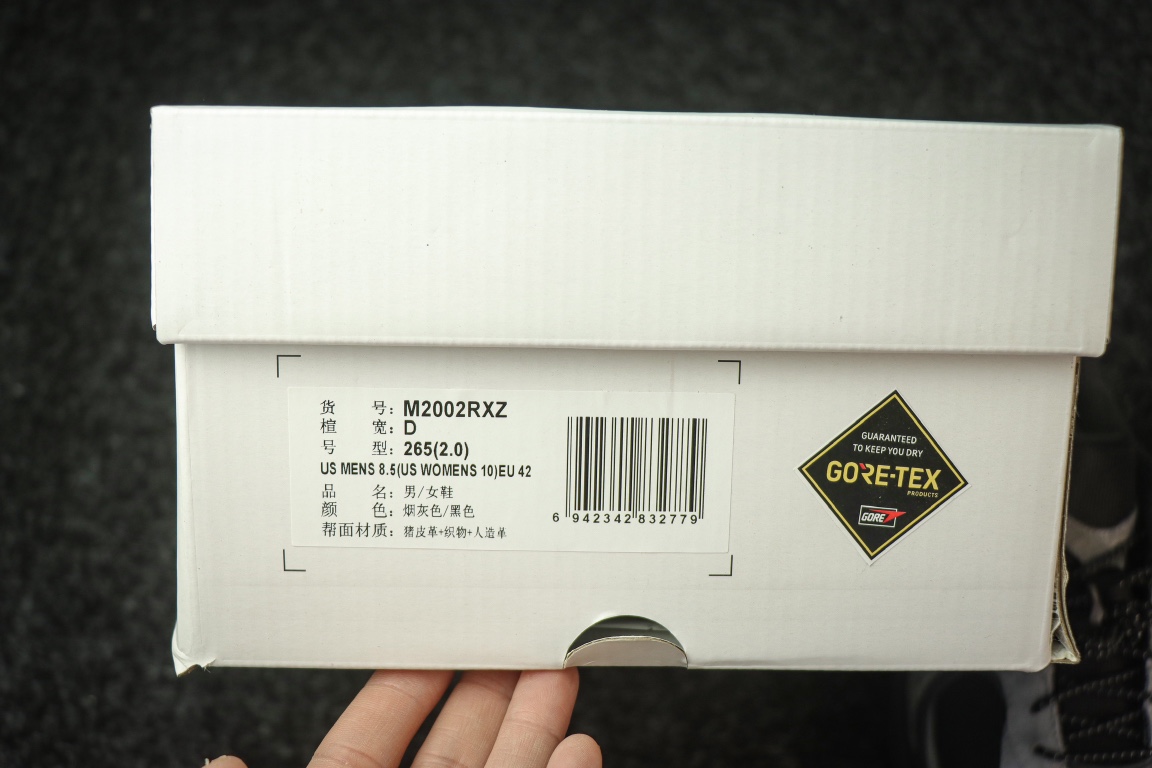 货 号：M2002RXZ
楦 宽：D
号 型：265(2.0)
US MENS 8.5(US WOMENS 10)EU 42
品 名：男/女鞋
颜 色：烟灰色/黑色
帮面材质：猪皮革+织物+人造革
6 942342 832779
GUARANTEED
TO KEEP YOU DRY
GORE-TEX
PRODUCTS
GORE